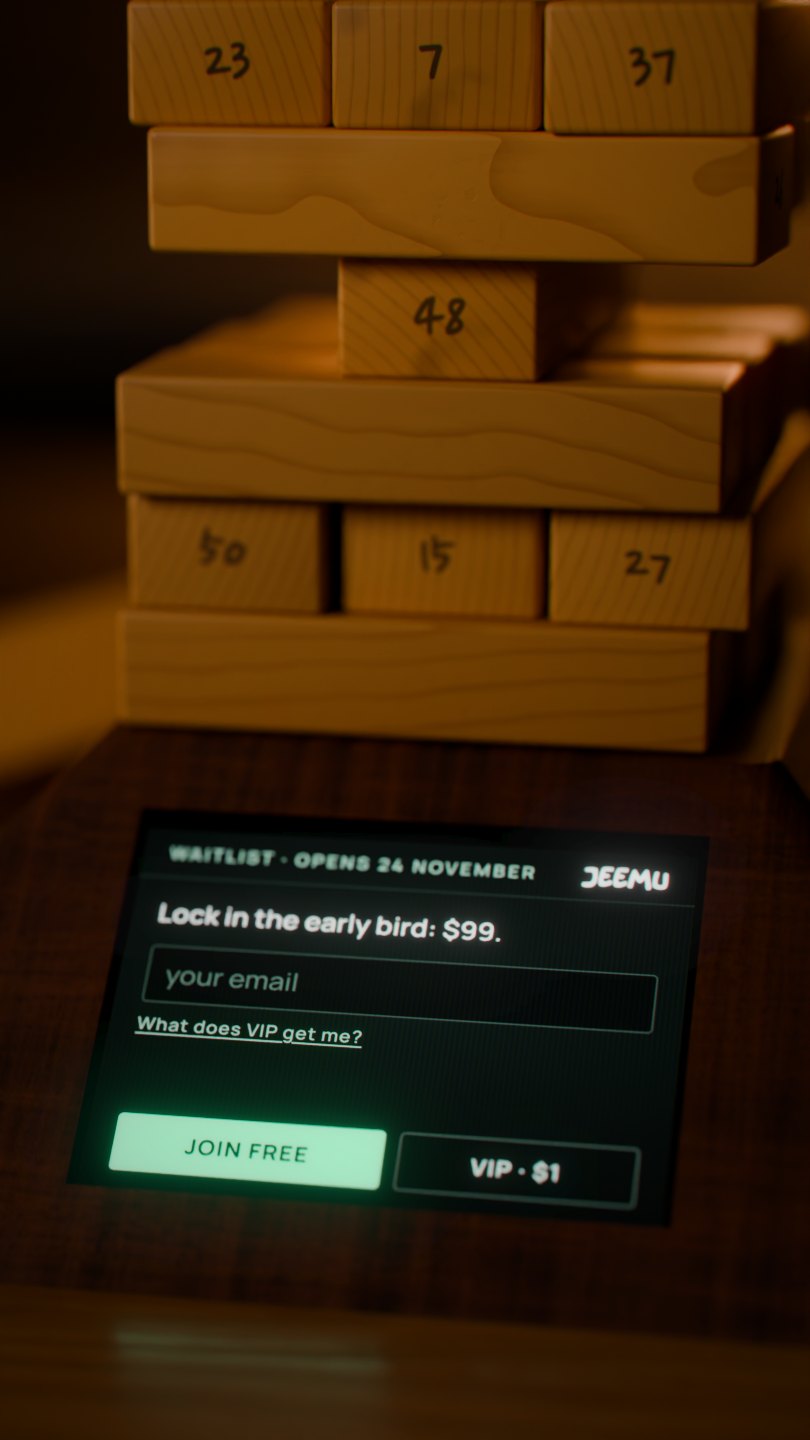 23 7 37
48
50 15 27
WAITLIST · OPENS 24 NOVEMBER
JEEMU
Lock in the early bird: $99.
your email
What does VIP get me?
JOIN FREE
VIP · $1